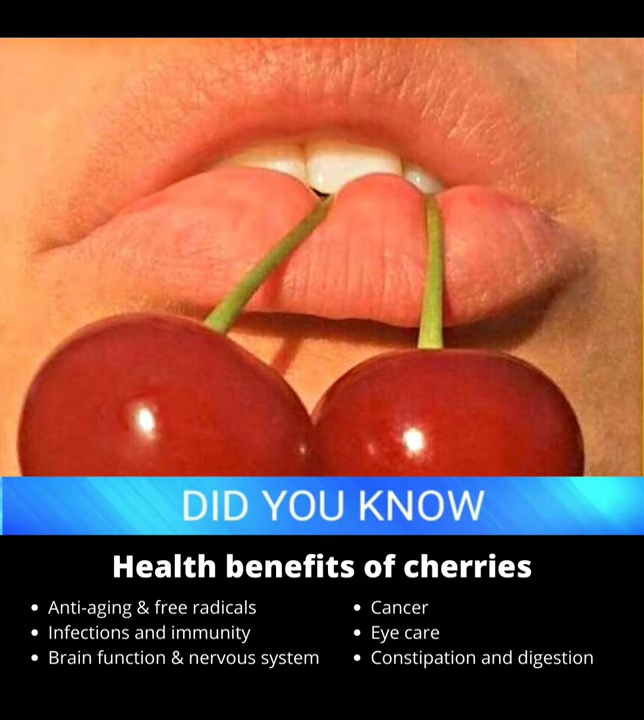 DID YOU KNOW
Health benefits of cherries
• Anti-aging & free radicals
• Infections and immunity
• Brain function & nervous system
• Cancer
• Eye care
• Constipation and digestion